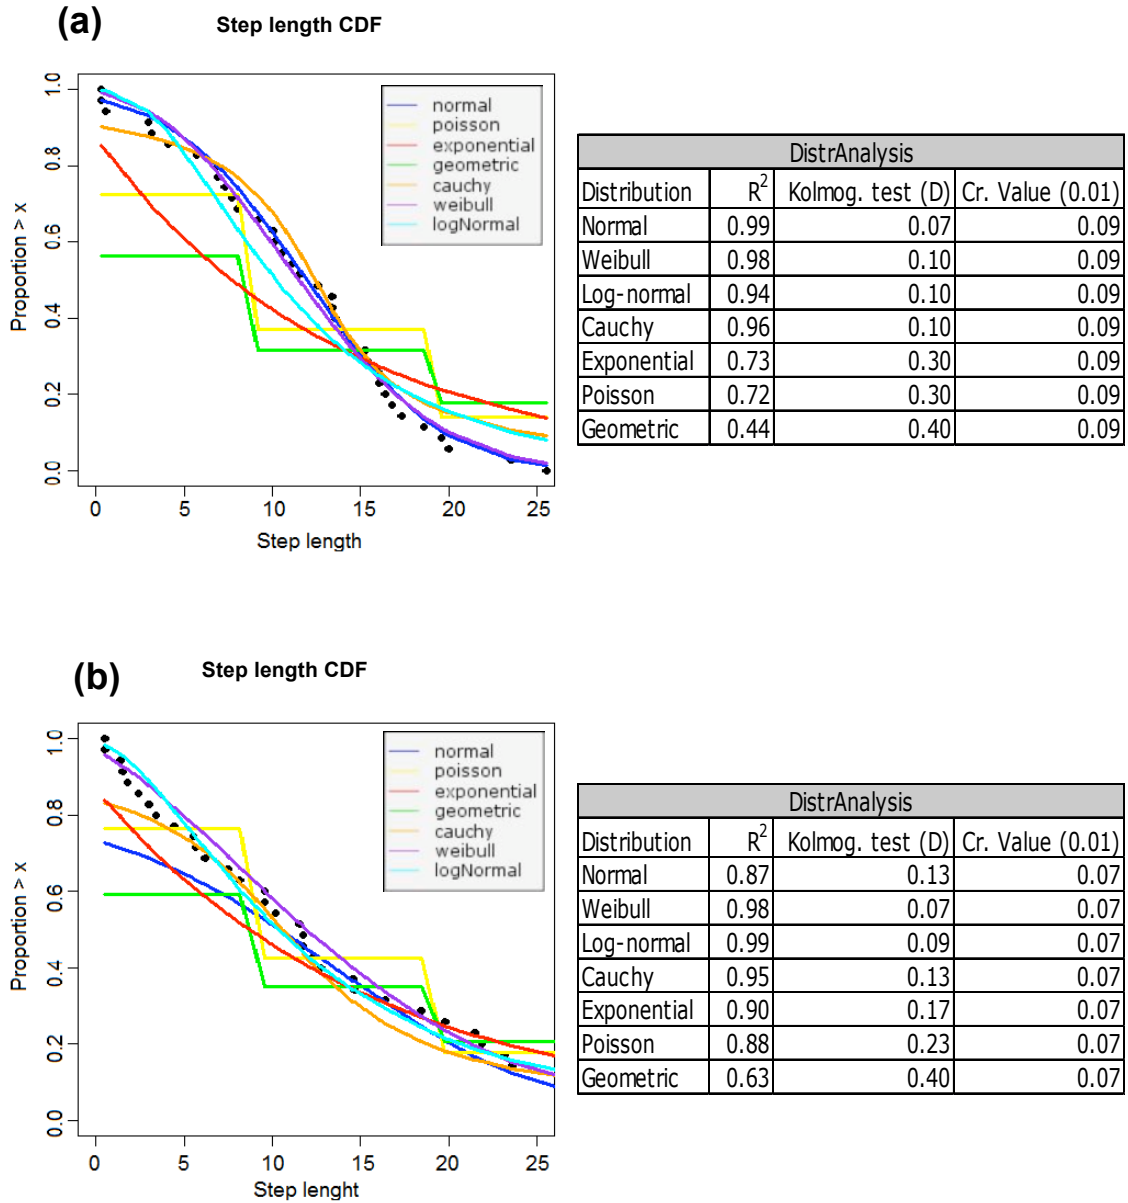 (a)
Step length CDF
Proportion > x
1.0
0.8
0.6
0.4
0.2
0.0
normal
poisson
exponential
geometric
cauchy
weibull
logNormal
0 5 10 15 20 25
Step length
DistrAnalysis
Distribution R² Kolmog. test (D) Cr. Value (0.01)
Normal 0.99 0.07 0.09
Weibull 0.98 0.10 0.09
Log-normal 0.94 0.10 0.09
Cauchy 0.96 0.10 0.09
Exponential 0.73 0.30 0.09
Poisson 0.72 0.30 0.09
Geometric 0.44 0.40 0.09
(b)
Step length CDF
Proportion > x
1.0
0.8
0.6
0.4
0.2
0.0
normal
poisson
exponential
geometric
cauchy
weibull
logNormal
0 5 10 15 20 25
Step lenght
DistrAnalysis
Distribution R² Kolmog. test (D) Cr. Value (0.01)
Normal 0.87 0.13 0.07
Weibull 0.98 0.07 0.07
Log-normal 0.99 0.09 0.07
Cauchy 0.95 0.13 0.07
Exponential 0.90 0.17 0.07
Poisson 0.88 0.23 0.07
Geometric 0.63 0.40 0.07